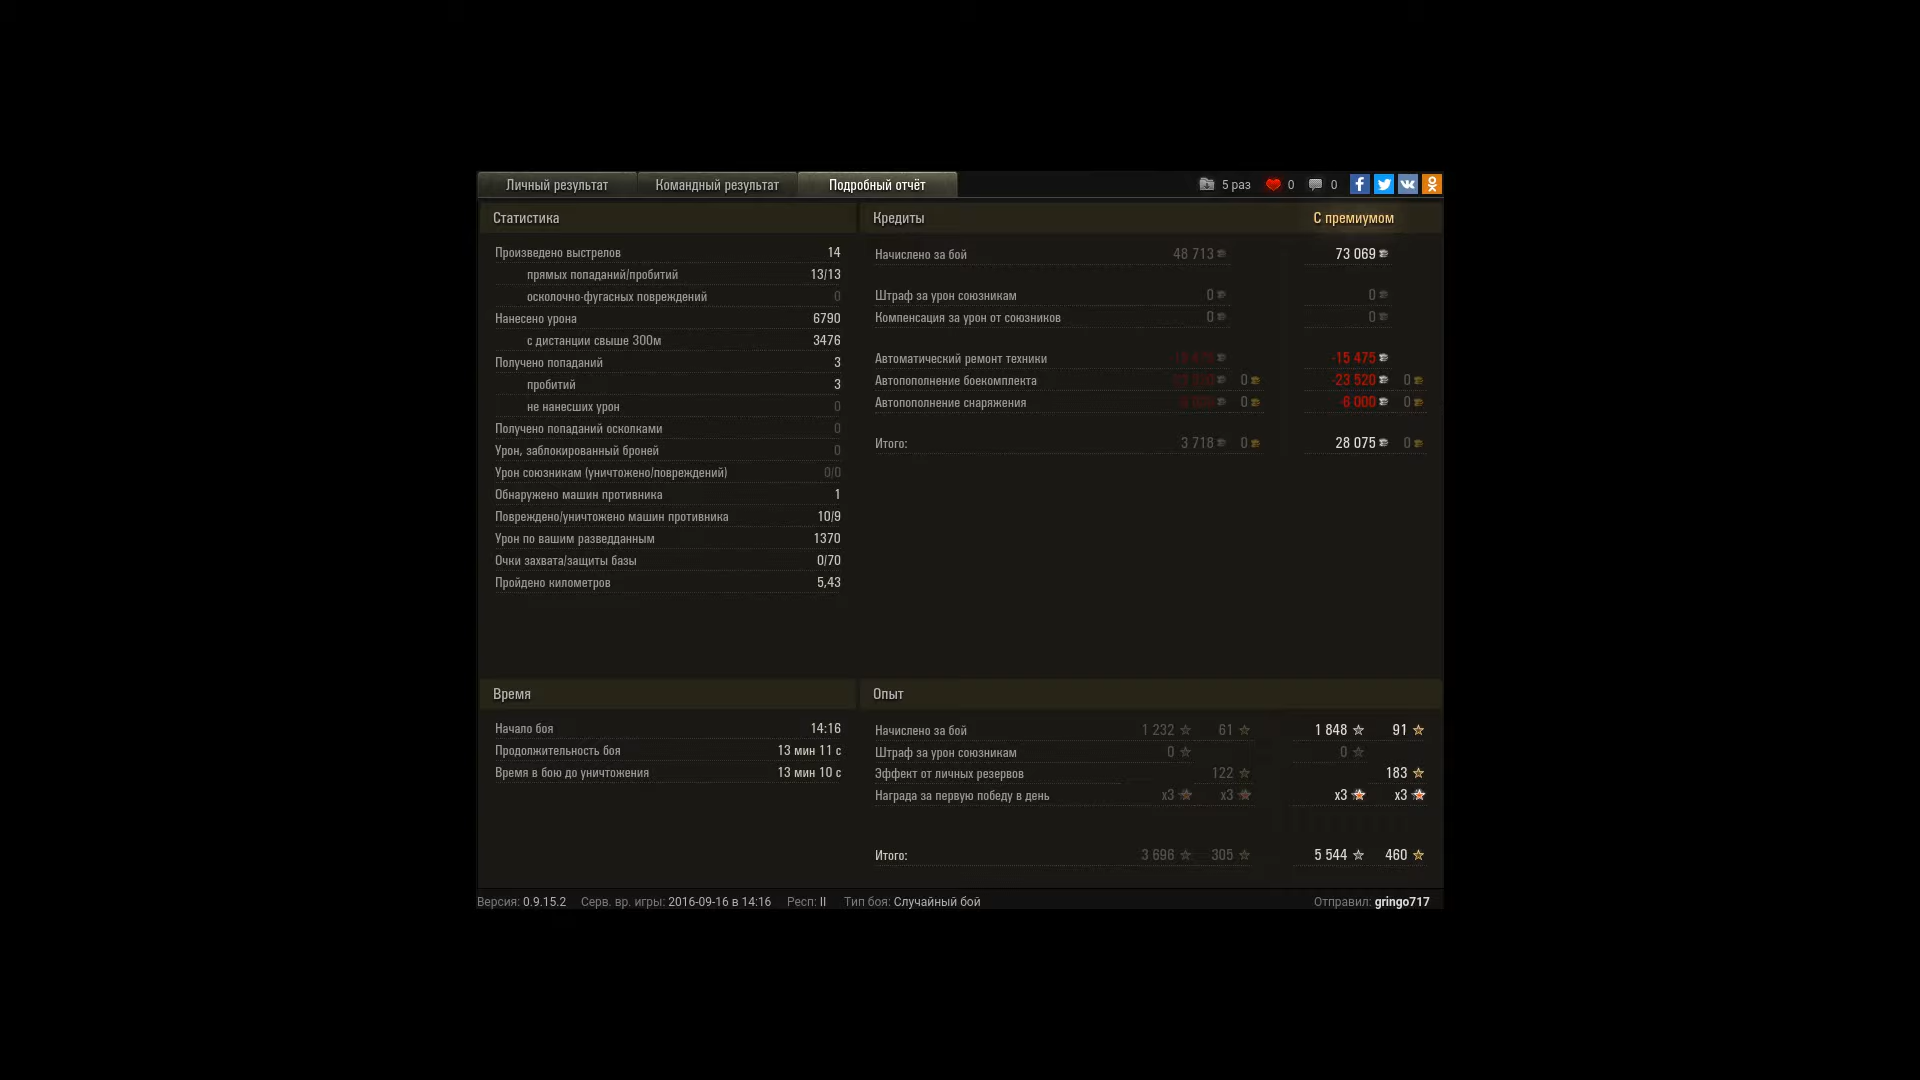 Личный результат Командный результат Подробный отчёт 5 раз 0 0
Статистика
Произведено выстрелов 14
прямых попаданий/пробитий 13/13
осколочно-фугасных повреждений 0
Нанесено урона 6790
с дистанции свыше 300м 3476
Получено попаданий 3
пробитий 3
не нанесших урон 0
Получено попаданий осколками 0
Урон, заблокированный броней 0
Урон союзникам (уничтожено/повреждений) 0/0
Обнаружено машин противника 1
Повреждено/уничтожено машин противника 10/9
Урон по вашим разведданным 1370
Очки захвата/защиты базы 0/70
Пройдено километров 5,43
Кредиты С премиумом
Начислено за бой 48 713 73 069
Штраф за урон союзникам 0 0
Компенсация за урон от союзников 0 0
Автоматический ремонт техники -15 475
Автопополнение боекомплекта 0 -23 520 0
Автопополнение снаряжения 0 -6 000 0
Итого: 3 718 0 28 075 0
Время
Начало боя 14:16
Продолжительность боя 13 мин 11 с
Время в бою до уничтожения 13 мин 10 с
Опыт
Начислено за бой 1 232 61 1 848 91
Штраф за урон союзникам 0 0
Эффект от личных резервов 122 183
Награда за первую победу в день x3 x3 x3 x3
Итого: 3 696 305 5 544 460
Версия: 0.9.15.2 Серв. вр. игры: 2016-09-16 в 14:16 Респ: II Тип боя: Случайный бой Отправил: gringo717